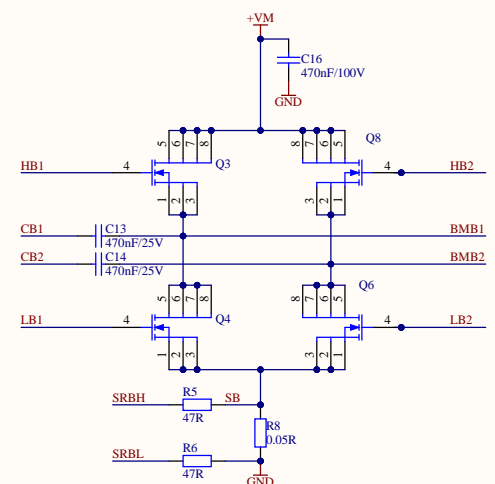 +VM
C16
470nF/100V
GND
5 6 7 8
8 7 6 5
Q8
Q3
HB1
4
4
HB2
1 2 3
3 2 1
CB1
C13
470nF/25V
BMB1
CB2
C14
470nF/25V
BMB2
5 6 7 8
8 7 6 5
Q6
Q4
LB1
4
4
LB2
1 2 3
3 2 1
SRBH
R5
SB
47R
R8
0.05R
SRBL
R6
47R
GND